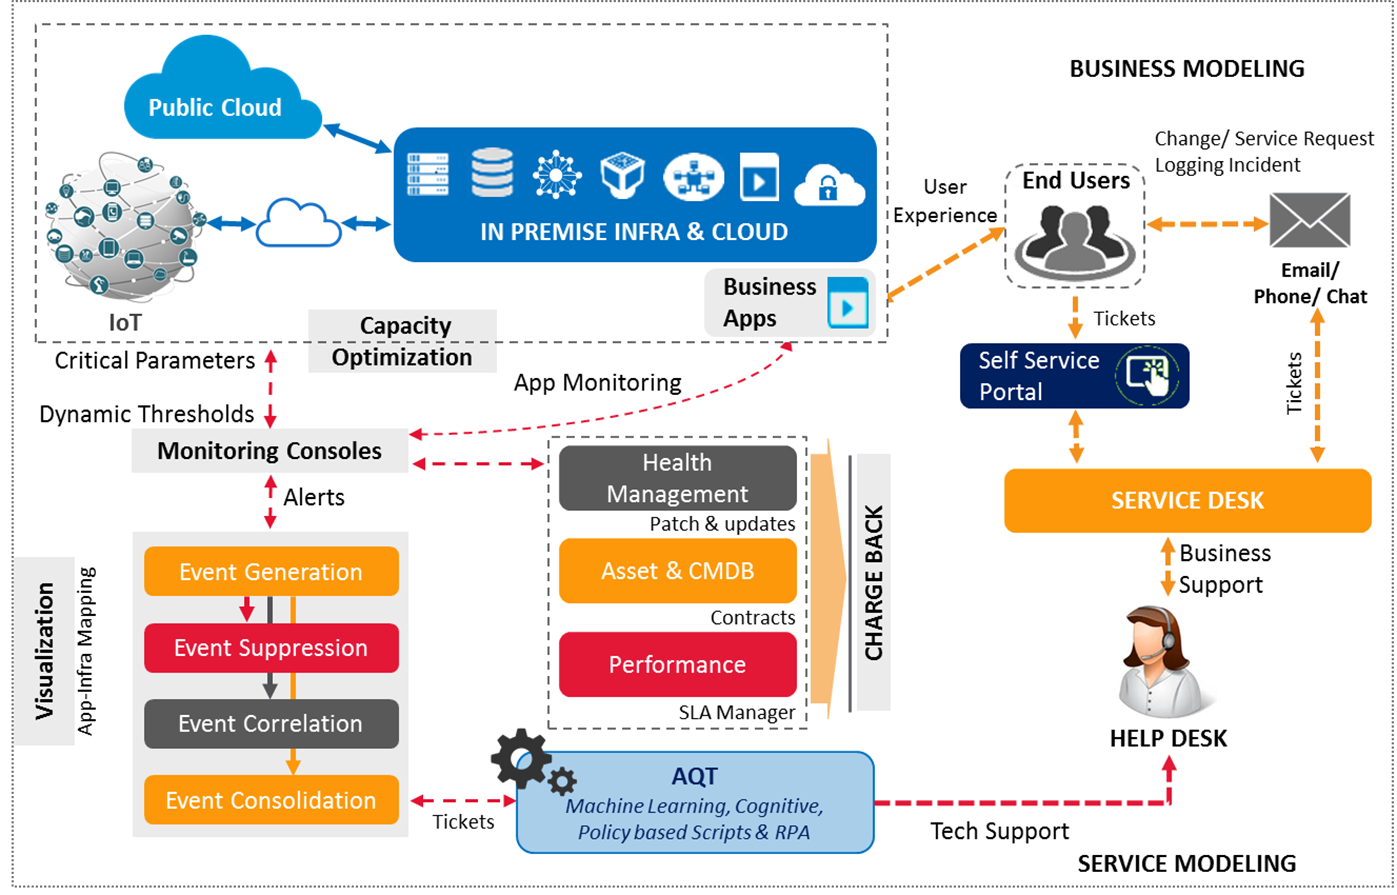 BUSINESS MODELING
Public Cloud
IN PREMISE INFRA & CLOUD
IoT
Business
Apps
Capacity
Optimization
User
Experience
End Users
Change/ Service Request
Logging Incident
Email/
Phone/ Chat
Tickets
Self Service
Portal
Tickets
SERVICE DESK
Business
Support
HELP DESK
Critical Parameters
Dynamic Thresholds
App Monitoring
Monitoring Consoles
Alerts
Visualization
App-Infra Mapping
Event Generation
Event Suppression
Event Correlation
Event Consolidation
Health
Management
Patch & updates
Asset & CMDB
Contracts
Performance
SLA Manager
CHARGE BACK
Tickets
AQT
Machine Learning, Cognitive,
Policy based Scripts & RPA
Tech Support
SERVICE MODELING